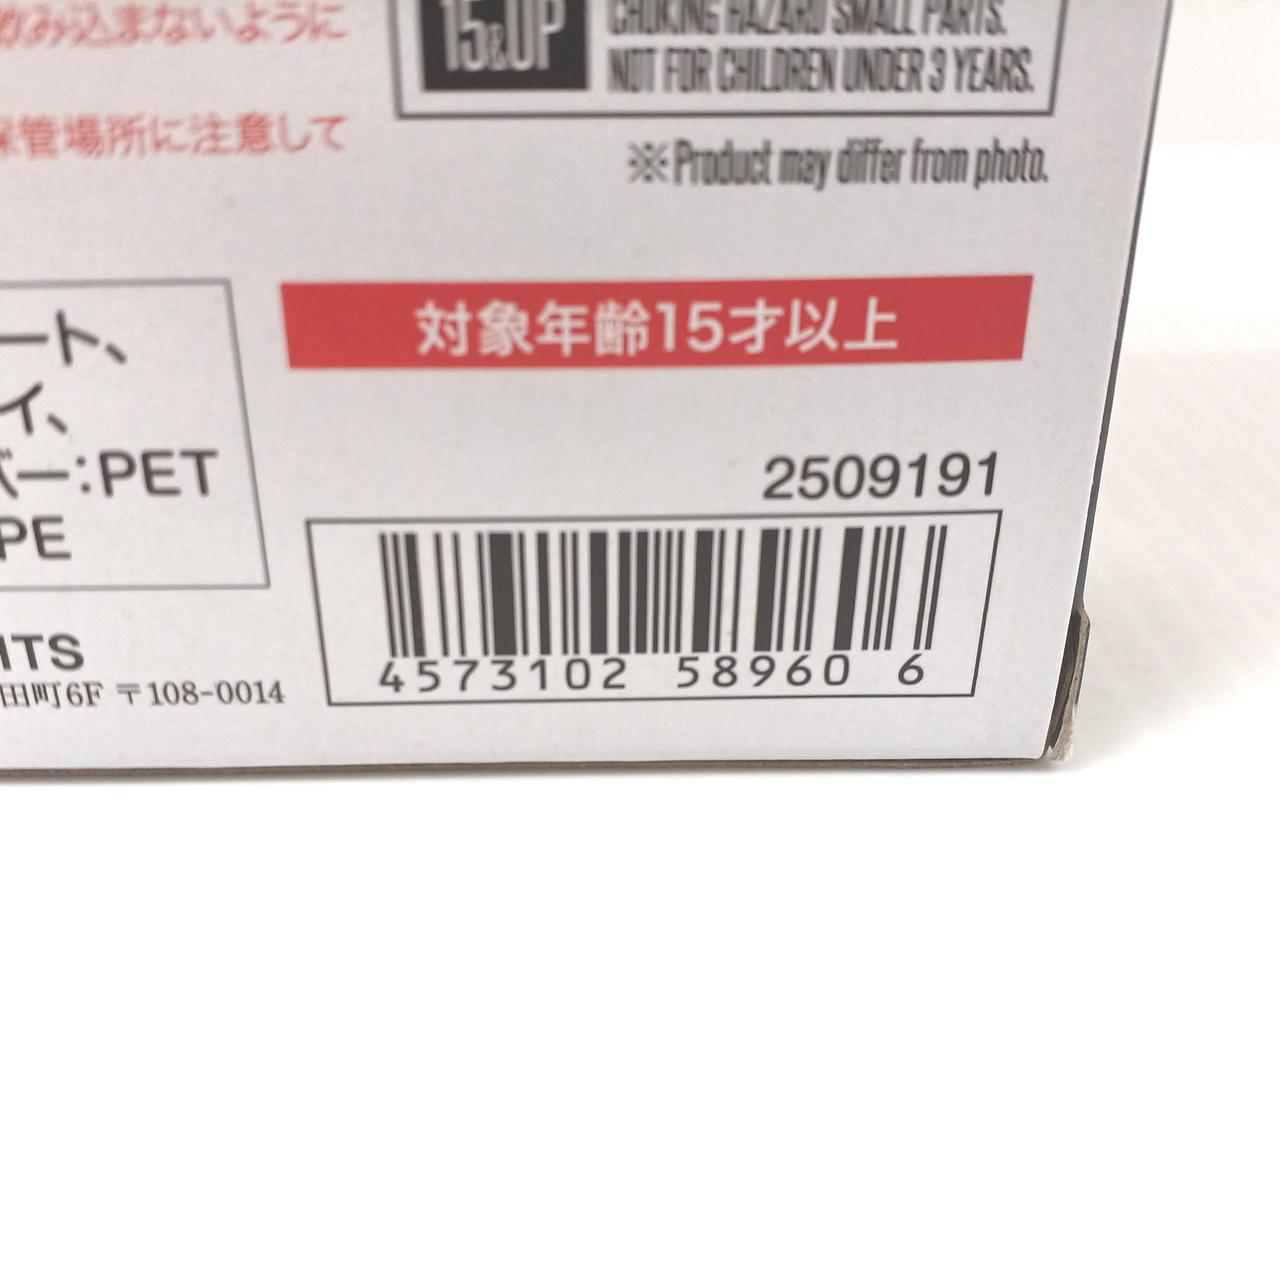 飲み込まないように
保管場所に注意して
15&UP
CHOKING HAZARD SMALL PARTS.
NOT FOR CHILDREN UNDER 3 YEARS.
※Product may differ from photo.
対象年齢15才以上
ート、
イ、
バー:PET
PE
2509191
4573102 58960 6
ITS
田町6F 〒108-0014